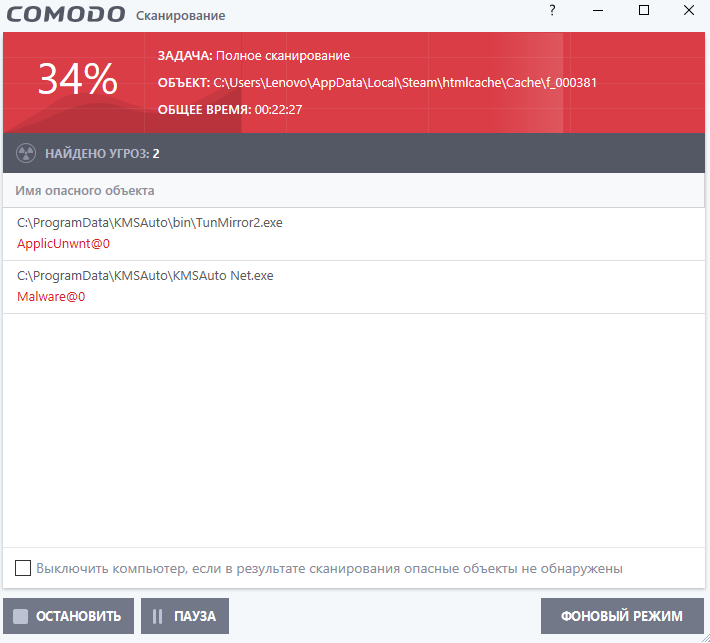 COMODO Сканирование ?
34%
ЗАДАЧА: Полное сканирование
ОБЪЕКТ: C:\Users\Lenovo\AppData\Local\Steam\htmlcache\Cache\f_000381
ОБЩЕЕ ВРЕМЯ: 00:22:27
НАЙДЕНО УГРОЗ: 2
Имя опасного объекта
C:\ProgramData\KMSAuto\bin\TunMirror2.exe
ApplicUnwnt@0
C:\ProgramData\KMSAuto\KMSAuto Net.exe
Malware@0
Выключить компьютер, если в результате сканирования опасные объекты не обнаружены
ОСТАНОВИТЬ ПАУЗА ФОНОВЫЙ РЕЖИМ